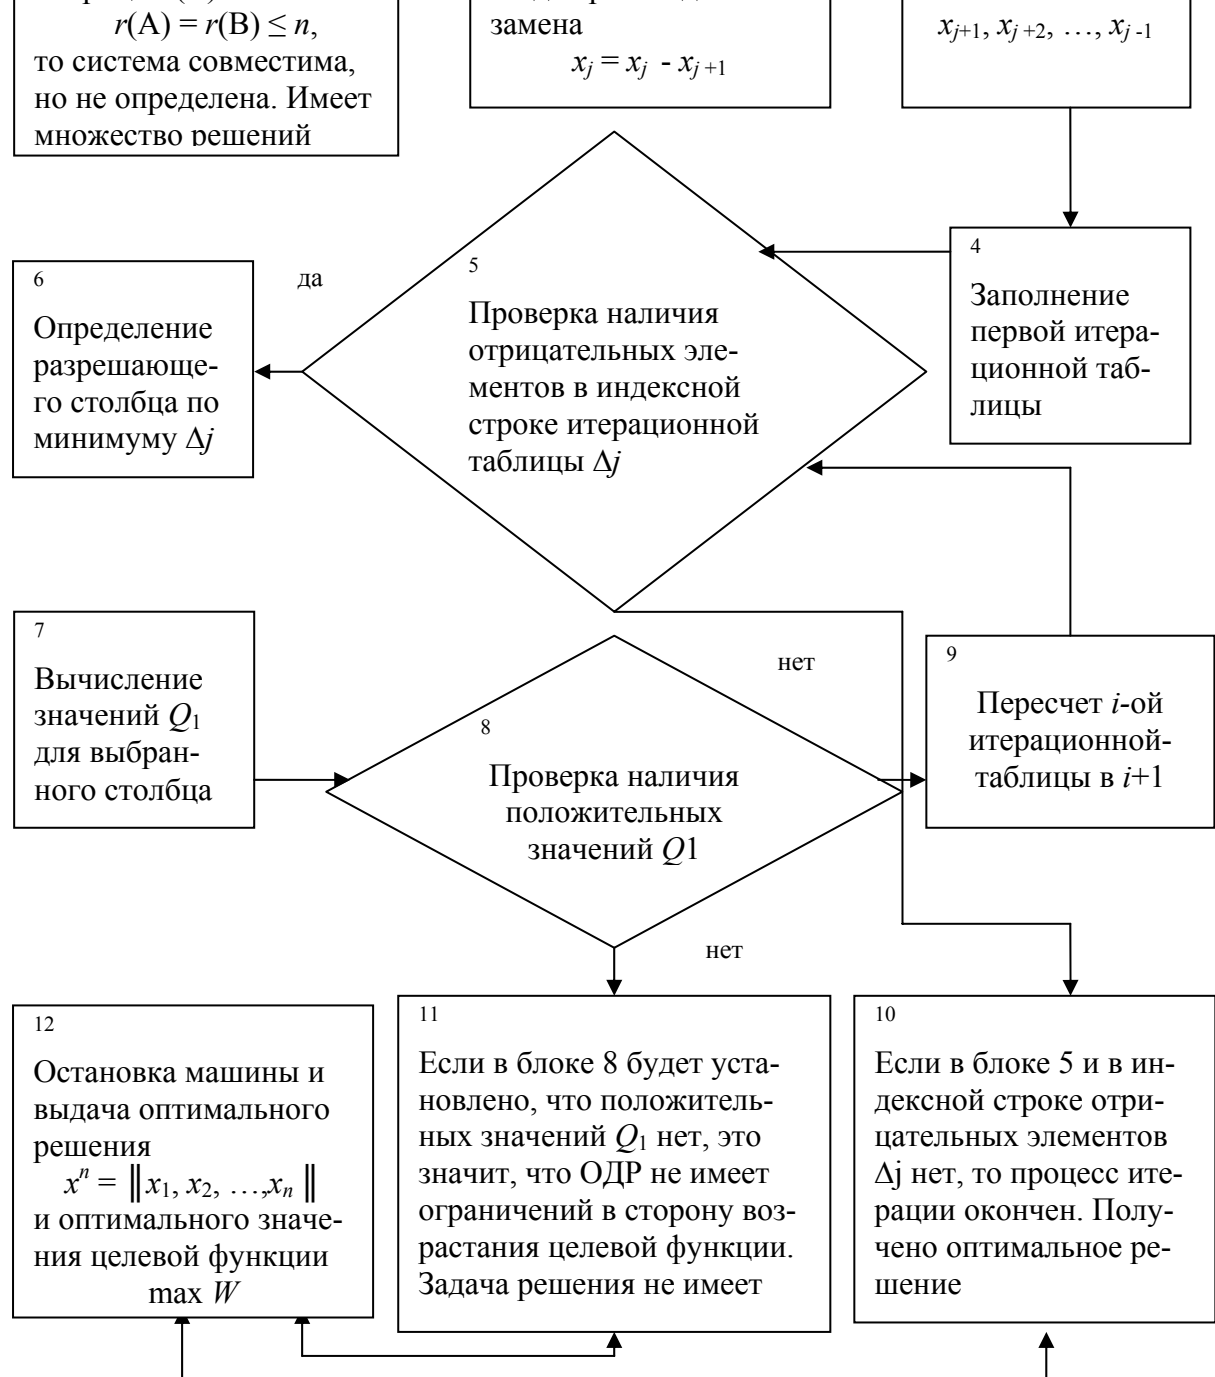 r(A) = r(B) ≤ n,
то система совместима,
но не определена. Имеет
множество решений
замена
xj = xj - xj+1
xj+1, xj+2, …, xj-1
4
Заполнение
первой итера-
ционной таб-
лицы
5
Проверка наличия
отрицательных эле-
ментов в индексной
строке итерационной
таблицы Δj
да
6
Определение
разрешающе-
го столбца по
минимуму Δj
7
Вычисление
значений Q1
для выбран-
ного столбца
8
Проверка наличия
положительных
значений Q1
нет
9
Пересчет i-ой
итерационной-
таблицы в i+1
нет
12
Остановка машины и
выдача оптимального
решения
xⁿ = ‖x1, x2, …,xn ‖
и оптимального значе-
ния целевой функции
max W
11
Если в блоке 8 будет уста-
новлено, что положитель-
ных значений Q1 нет, это
значит, что ОДР не имеет
ограничений в сторону воз-
растания целевой функции.
Задача решения не имеет
10
Если в блоке 5 и в ин-
дексной строке отри-
цательных элементов
Δj нет, то процесс ите-
рации окончен. Полу-
чено оптимальное ре-
шение